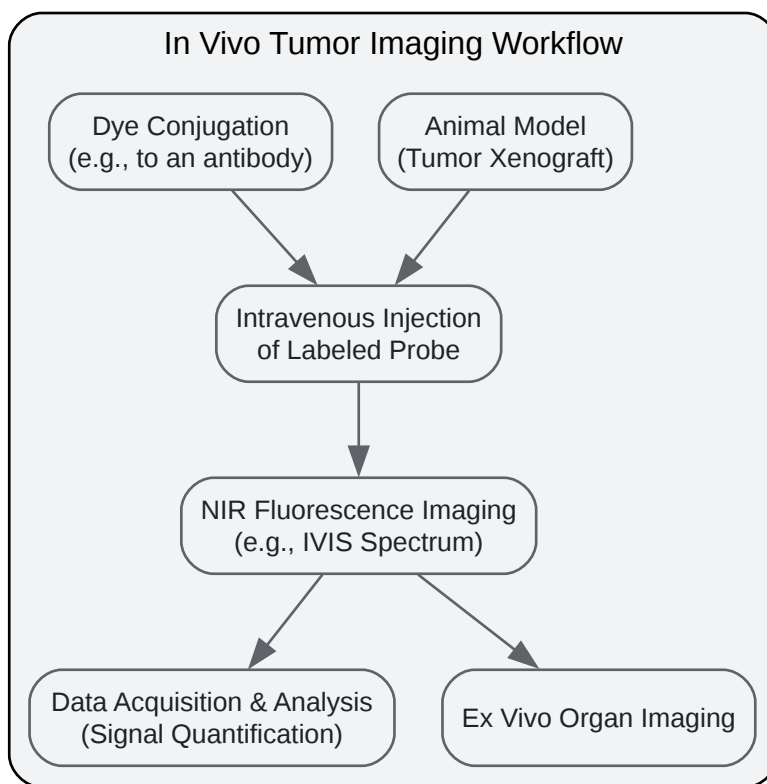 In Vivo Tumor Imaging Workflow
Dye Conjugation
(e.g., to an antibody)
Animal Model
(Tumor Xenograft)
Intravenous Injection
of Labeled Probe
NIR Fluorescence Imaging
(e.g., IVIS Spectrum)
Data Acquisition & Analysis
(Signal Quantification)
Ex Vivo Organ Imaging